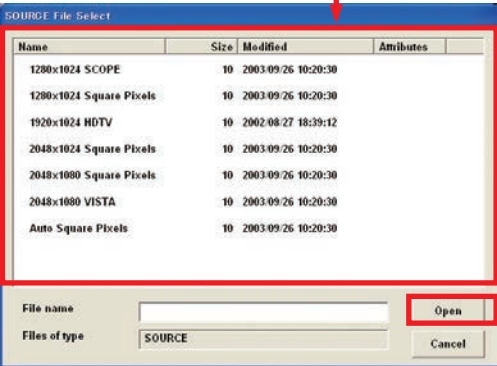 SOURCE File Select
Name Size Modified Attributes
1280x1024 SCOPE 10 2003/09/26 10:20:30
1280x1024 Square Pixels 10 2003/09/26 10:20:30
1920x1024 HDTV 10 2002/08/27 18:39:12
2048x1024 Square Pixels 10 2003/09/26 10:20:30
2048x1080 Square Pixels 10 2003/09/26 10:20:30
2048x1080 VISTA 10 2003/09/26 10:20:30
Auto Square Pixels 10 2003/09/26 10:20:30
File name Open
Files of type SOURCE Cancel